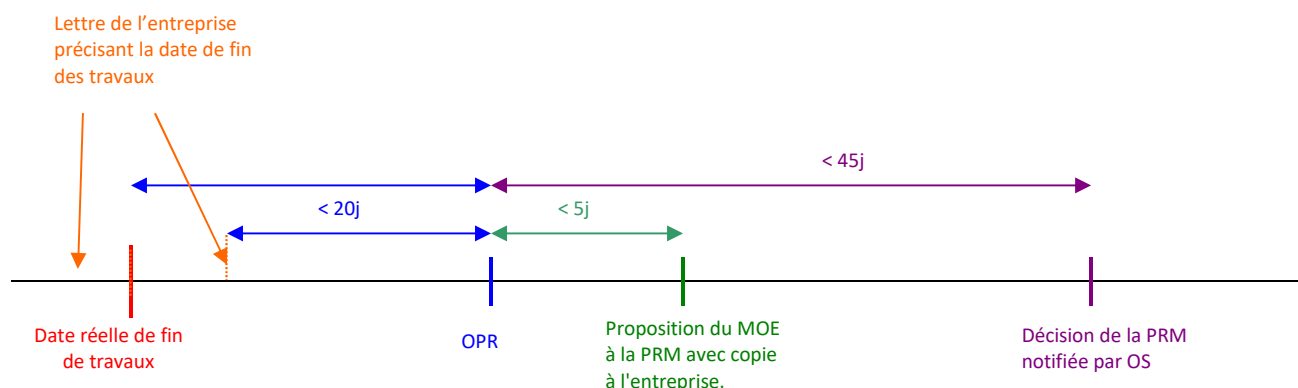 Lettre de l’entreprise
précisant la date de fin
des travaux
< 45j
< 20j
< 5j
Date réelle de fin
de travaux
OPR
Proposition du MOE
à la PRM avec copie
à l'entreprise.
Décision de la PRM
notifiée par OS